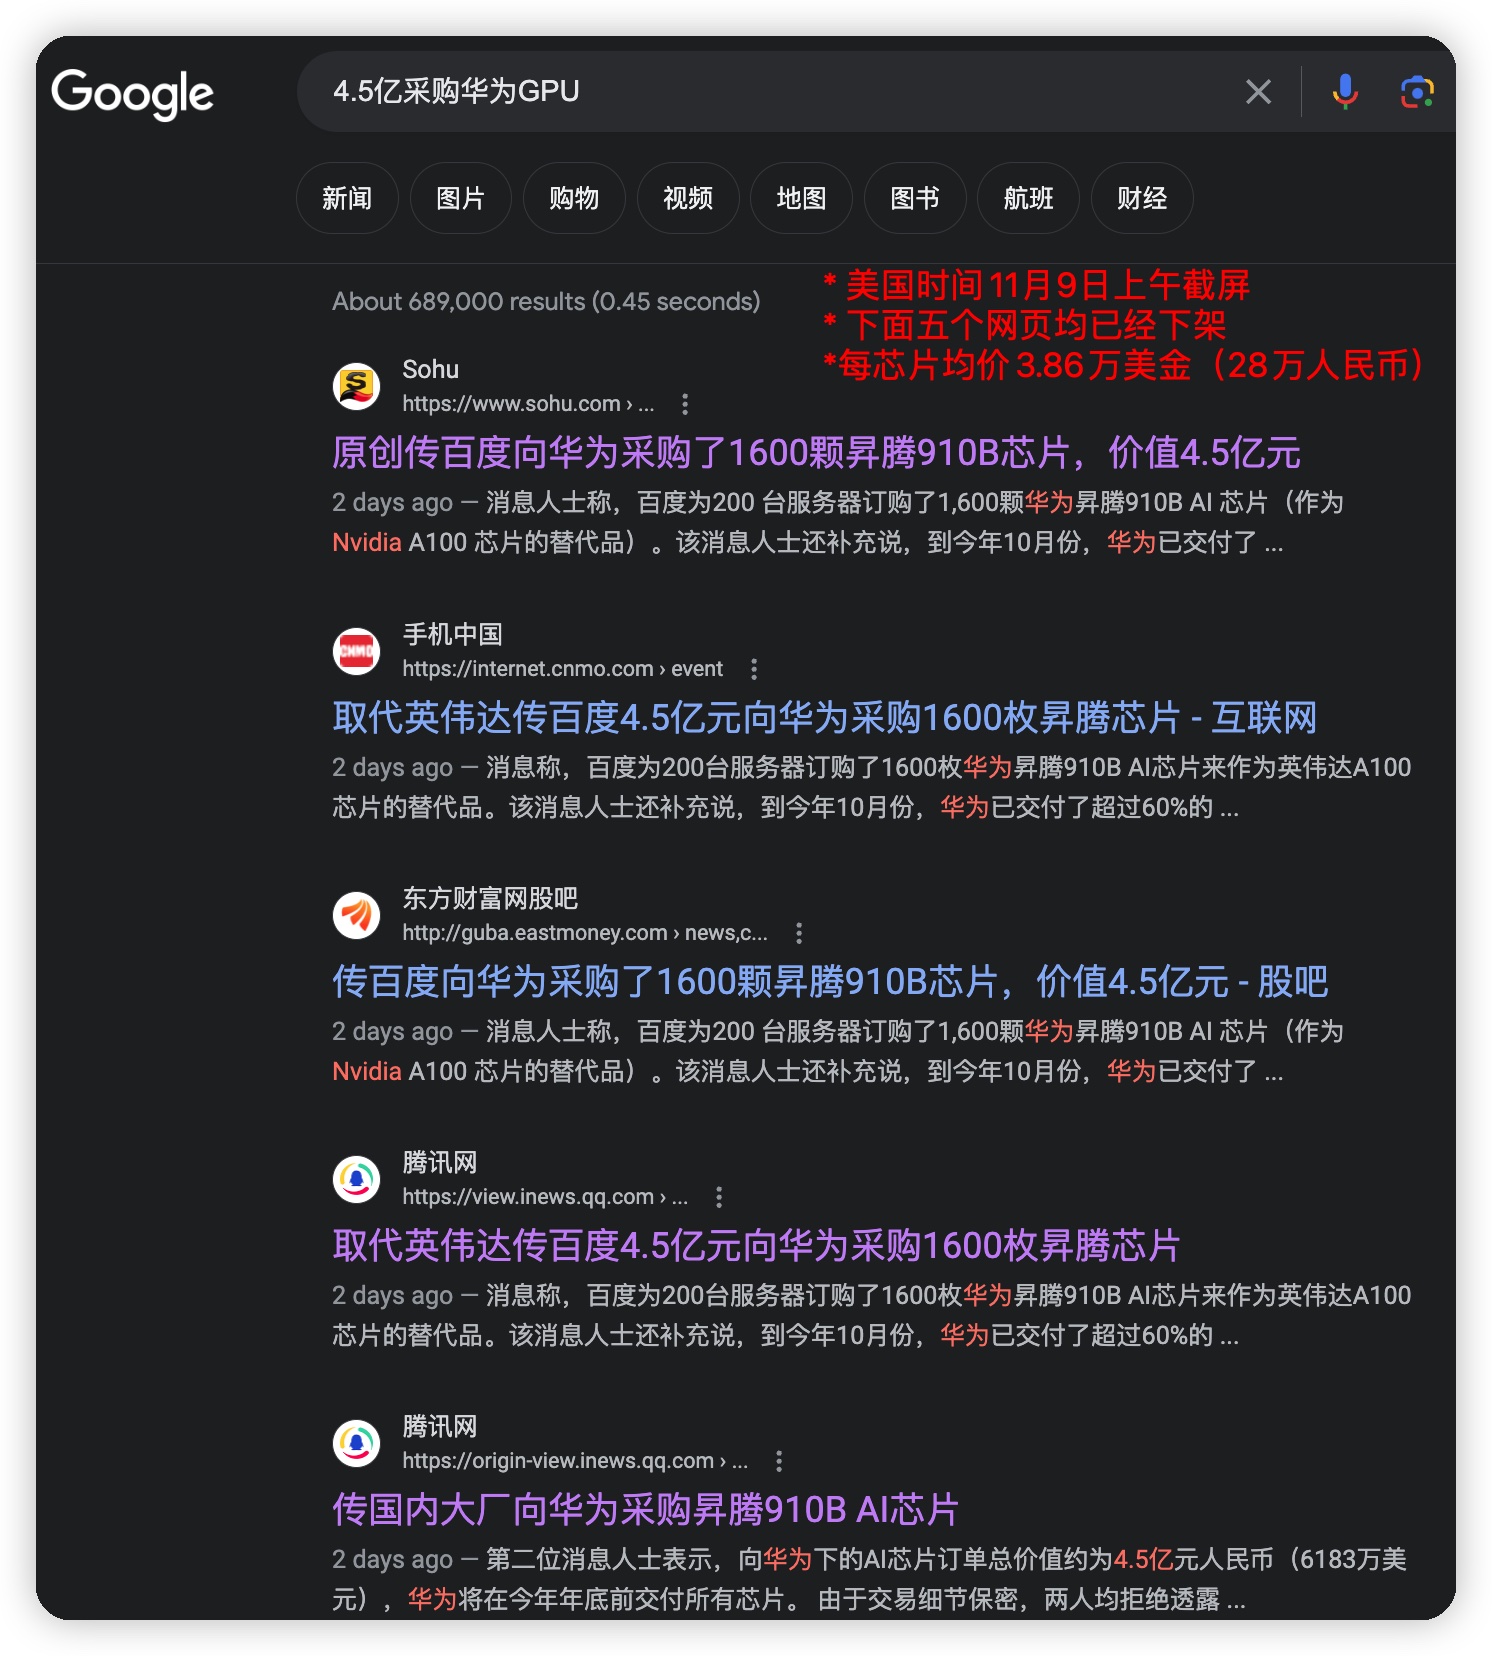 Google
4.5亿采购华为GPU
新闻
图片
购物
视频
地图
图书
航班
财经
About 689,000 results (0.45 seconds)
* 美国时间11月9日上午截屏
* 下面五个网页均已经下架
*每芯片均价3.86万美金（28万人民币）
Sohu
https://www.sohu.com › ...
原创传百度向华为采购了1600颗昇腾910B芯片，价值4.5亿元
2 days ago — 消息人士称，百度为200 台服务器订购了1,600颗华为昇腾910B AI 芯片（作为
Nvidia A100 芯片的替代品）。该消息人士还补充说，到今年10月份，华为已交付了 ...
CNMO
手机中国
https://internet.cnmo.com › event
取代英伟达传百度4.5亿元向华为采购1600枚昇腾芯片 - 互联网
2 days ago — 消息称，百度为200台服务器订购了1600枚华为昇腾910B AI芯片来作为英伟达A100
芯片的替代品。该消息人士还补充说，到今年10月份，华为已交付了超过60%的 ...
东方财富网股吧
http://guba.eastmoney.com › news,c...
传百度向华为采购了1600颗昇腾910B芯片，价值4.5亿元 - 股吧
2 days ago — 消息人士称，百度为200 台服务器订购了1,600颗华为昇腾910B AI 芯片（作为
Nvidia A100 芯片的替代品）。该消息人士还补充说，到今年10月份，华为已交付了 ...
腾讯网
https://view.inews.qq.com › ...
取代英伟达传百度4.5亿元向华为采购1600枚昇腾芯片
2 days ago — 消息称，百度为200台服务器订购了1600枚华为昇腾910B AI芯片来作为英伟达A100
芯片的替代品。该消息人士还补充说，到今年10月份，华为已交付了超过60%的 ...
腾讯网
https://origin-view.inews.qq.com › ...
传国内大厂向华为采购昇腾910B AI芯片
2 days ago — 第二位消息人士表示，向华为下的AI芯片订单总价值约为4.5亿元人民币（6183万美
元），华为将在今年年底前交付所有芯片。 由于交易细节保密，两人均拒绝透露 ...